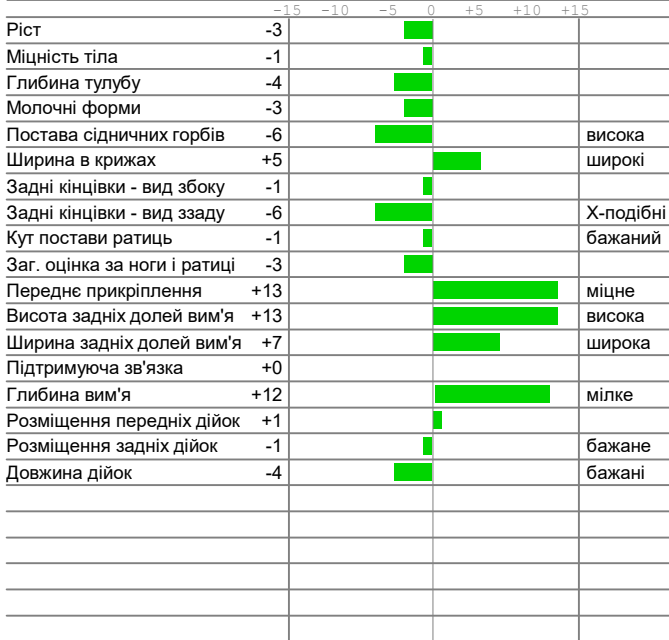 -15 -10 -5 0 +5 +10 +15
Ріст -3
Міцність тіла -1
Глибина тулубу -4
Молочні форми -3
Постава сідничних горбів -6 висока
Ширина в крижах +5 широкі
Задні кінцівки - вид збоку -1
Задні кінцівки - вид ззаду -6 Х-подібні
Кут постави ратиць -1 бажаний
Заг. оцінка за ноги і ратиці -3
Переднє прикріплення +13 міцне
Висота задніх долей вим'я +13 висока
Ширина задніх долей вим'я +7 широка
Підтримуюча зв'язка +0
Глибина вим'я +12 мілке
Розміщення передніх дійок +1
Розміщення задніх дійок -1 бажане
Довжина дійок -4 бажані